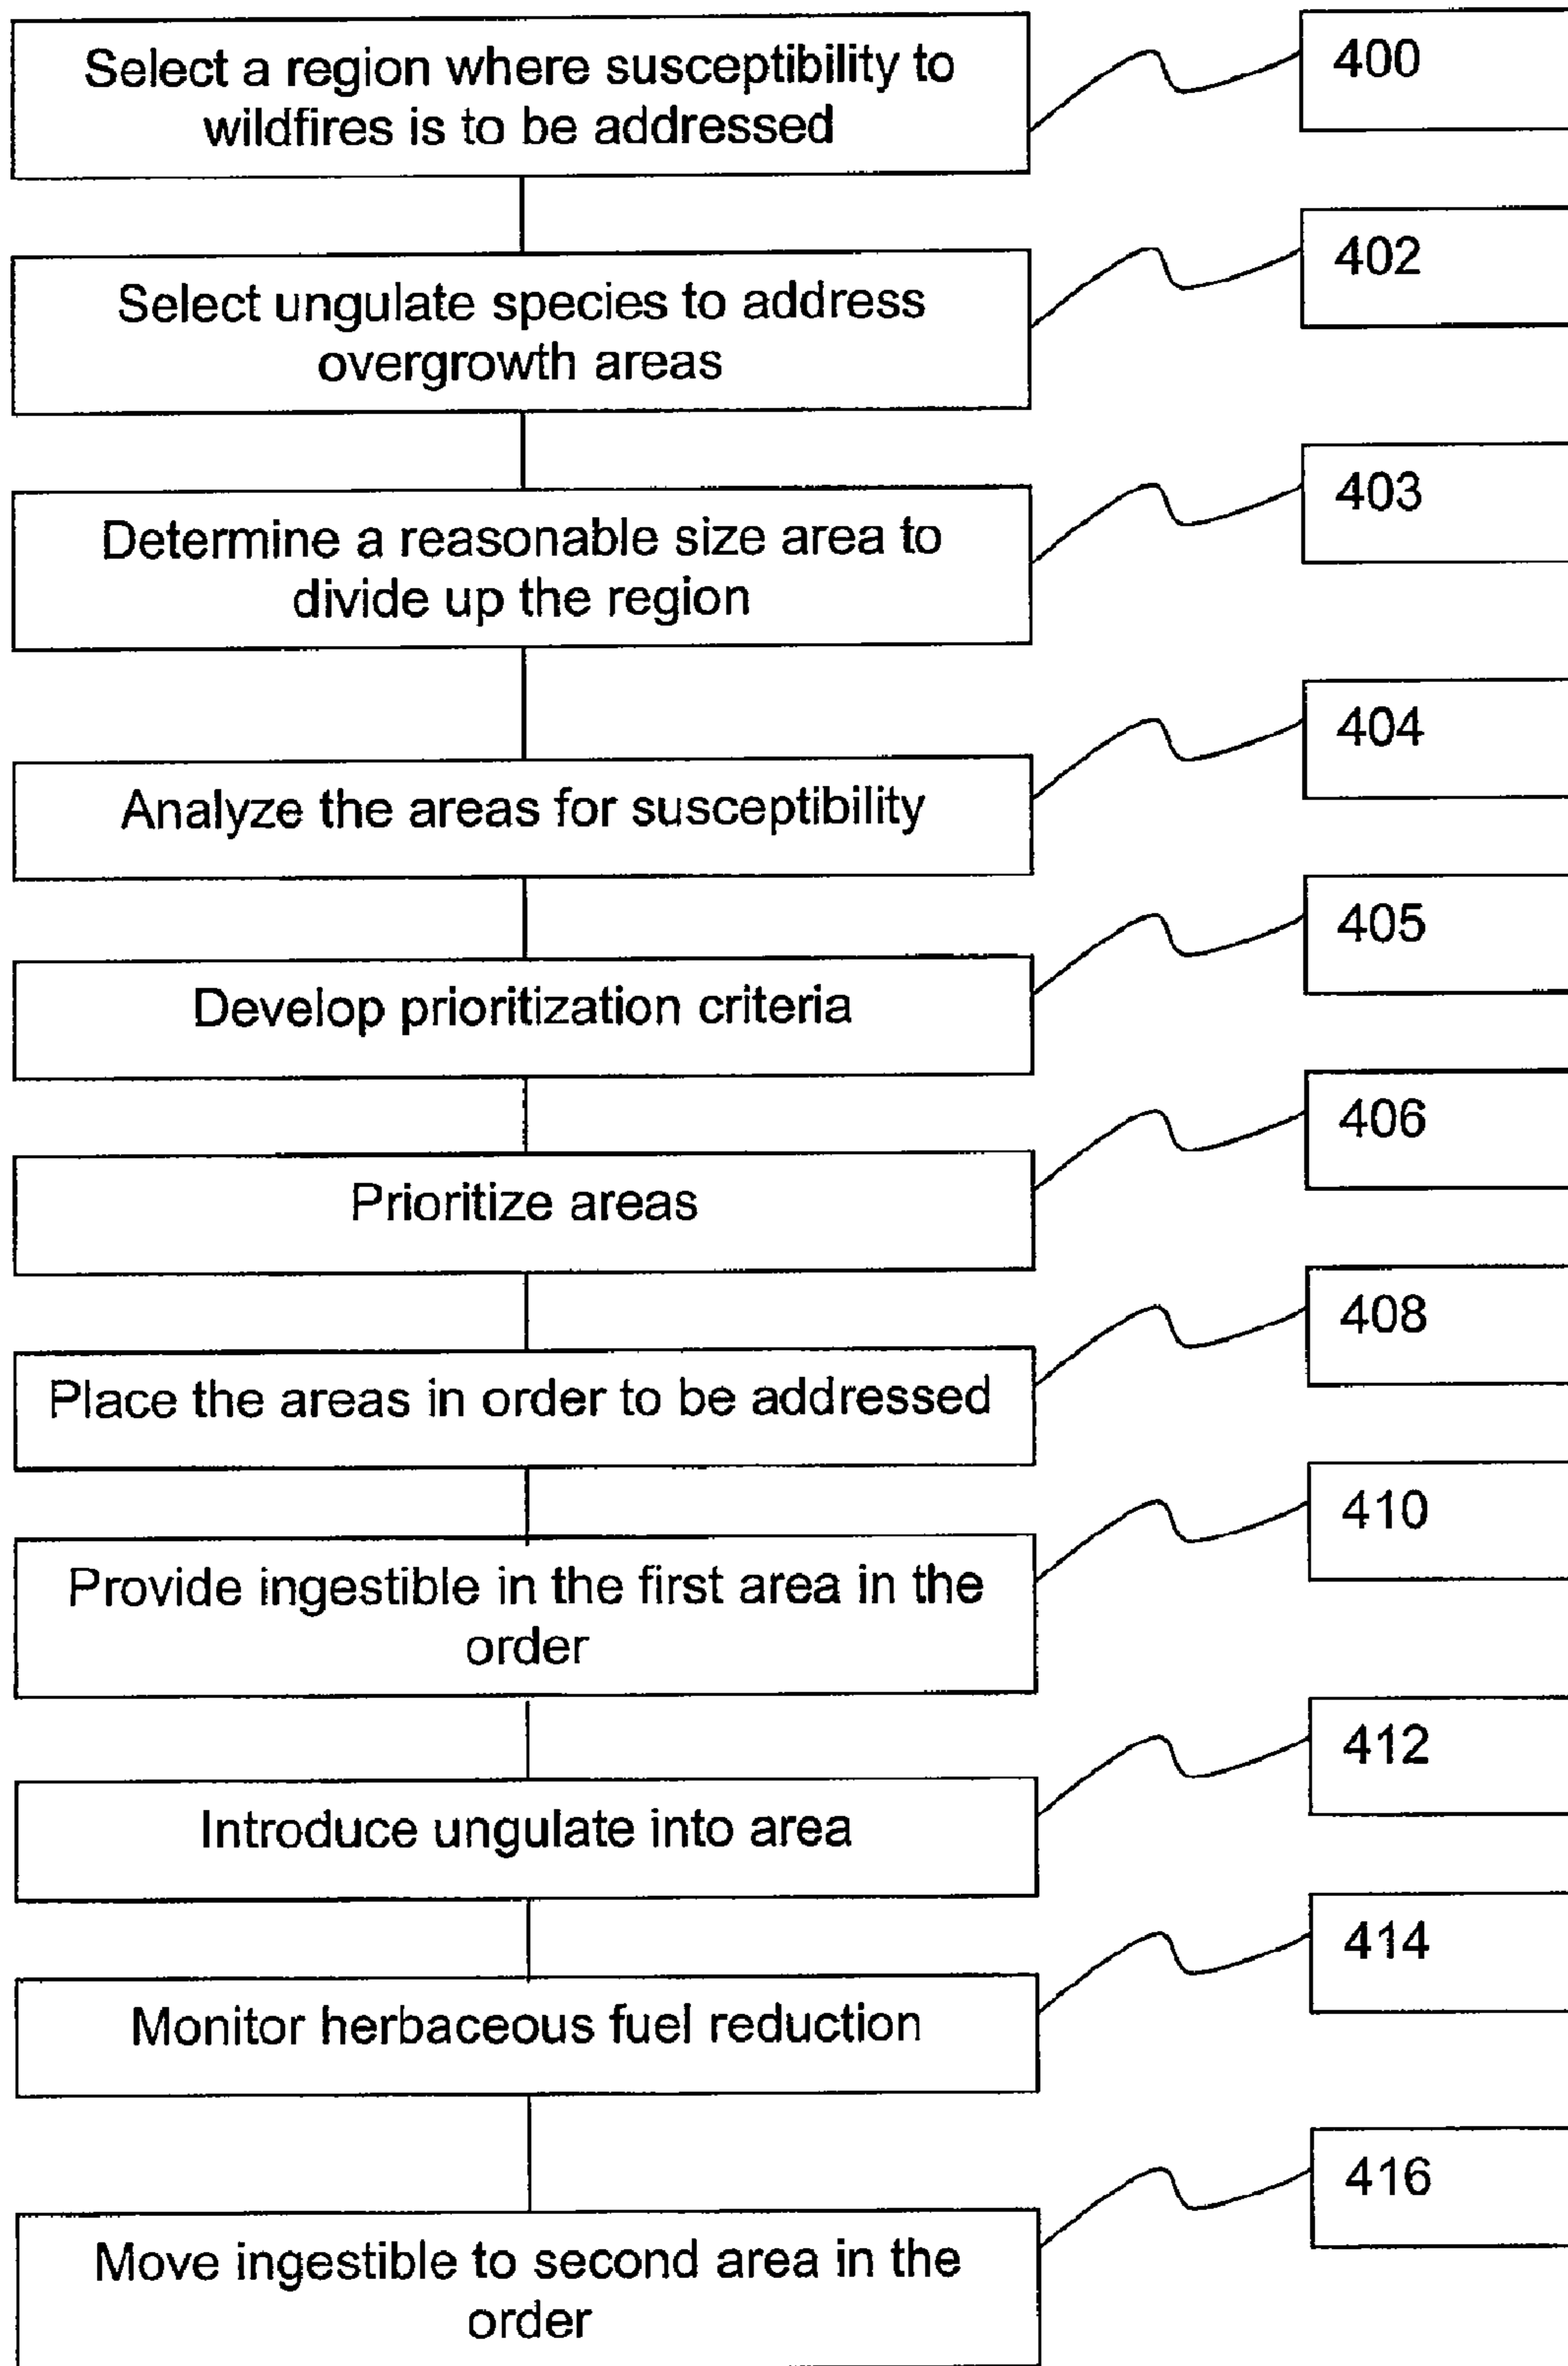 Select a region where susceptibility to
wildfires is to be addressed
400
Select ungulate species to address
overgrowth areas
402
Determine a reasonable size area to
divide up the region
403
Analyze the areas for susceptibility
404
Develop prioritization criteria
405
Prioritize areas
406
Place the areas in order to be addressed
408
Provide ingestible in the first area in the
order
410
Introduce ungulate into area
412
Monitor herbaceous fuel reduction
414
Move ingestible to second area in the
order
416